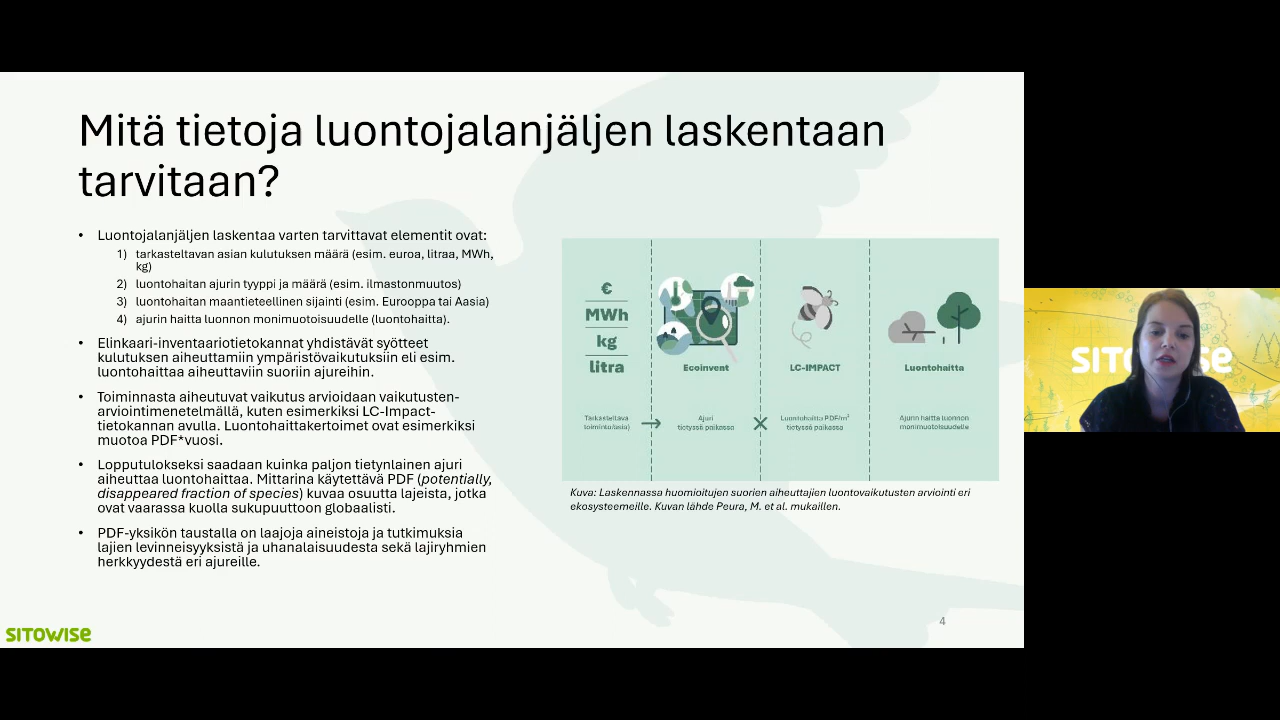 Mitä tietoja luontojalanjäljen laskentaan
tarvitaan?
• Luontojalanjäljen laskentaa varten tarvittavat elementit ovat:
1) tarkasteltavan asian kulutuksen määrä (esim. euroa, litraa, MWh,
kg)
2) luontohaitan ajurin tyyppi ja määrä (esim. ilmastonmuutos)
3) luontohaitan maantieteellinen sijainti (esim. Eurooppa tai Aasia)
4) ajurin haitta luonnon monimuotoisuudelle (luontohaitta).
• Elinkaari-inventaariotietokannat yhdistävät syötteet
kulutuksen aiheuttamiin ympäristövaikutuksiin eli esim.
luontohaittaa aiheuttaviin suoriin ajureihin.
• Toiminnasta aiheutuvat vaikutus arvioidaan vaikutusten-
arviointimenetelmällä, kuten esimerkiksi LC-Impact-
tietokannan avulla. Luontohaittakertoimet ovat esimerkiksi
muotoa PDF*vuosi.
• Lopputulokseksi saadaan kuinka paljon tietynlainen ajuri
aiheuttaa luontohaittaa. Mittarina käytettävä PDF (potentially,
disappeared fraction of species) kuvaa osuutta lajeista, jotka
ovat vaarassa kuolla sukupuuttoon globaalisti.
• PDF-yksikön taustalla on laajoja aineistoja ja tutkimuksia
lajien levinneisyyksistä ja uhanalaisuudesta sekä lajiryhmien
herkkyydestä eri ajureille.
€
MWh
kg
litra
Ecoinvent
LC-IMPACT
Luontohaitta
Tarkasteltava
toiminta/asia)
→
Ajuri
tietyssä paikassa
×
Luontohaitta PDF/m²
tietyssä paikassa
Ajurin haitta luonnon
monimuotoisuudelle
Kuva: Laskennassa huomioitujen suorien aiheuttajien luontovaikutusten arviointi eri
ekosysteemeille. Kuvan lähde Peura, M. et al. mukaillen.
4
SITOWISE
SITOWISE